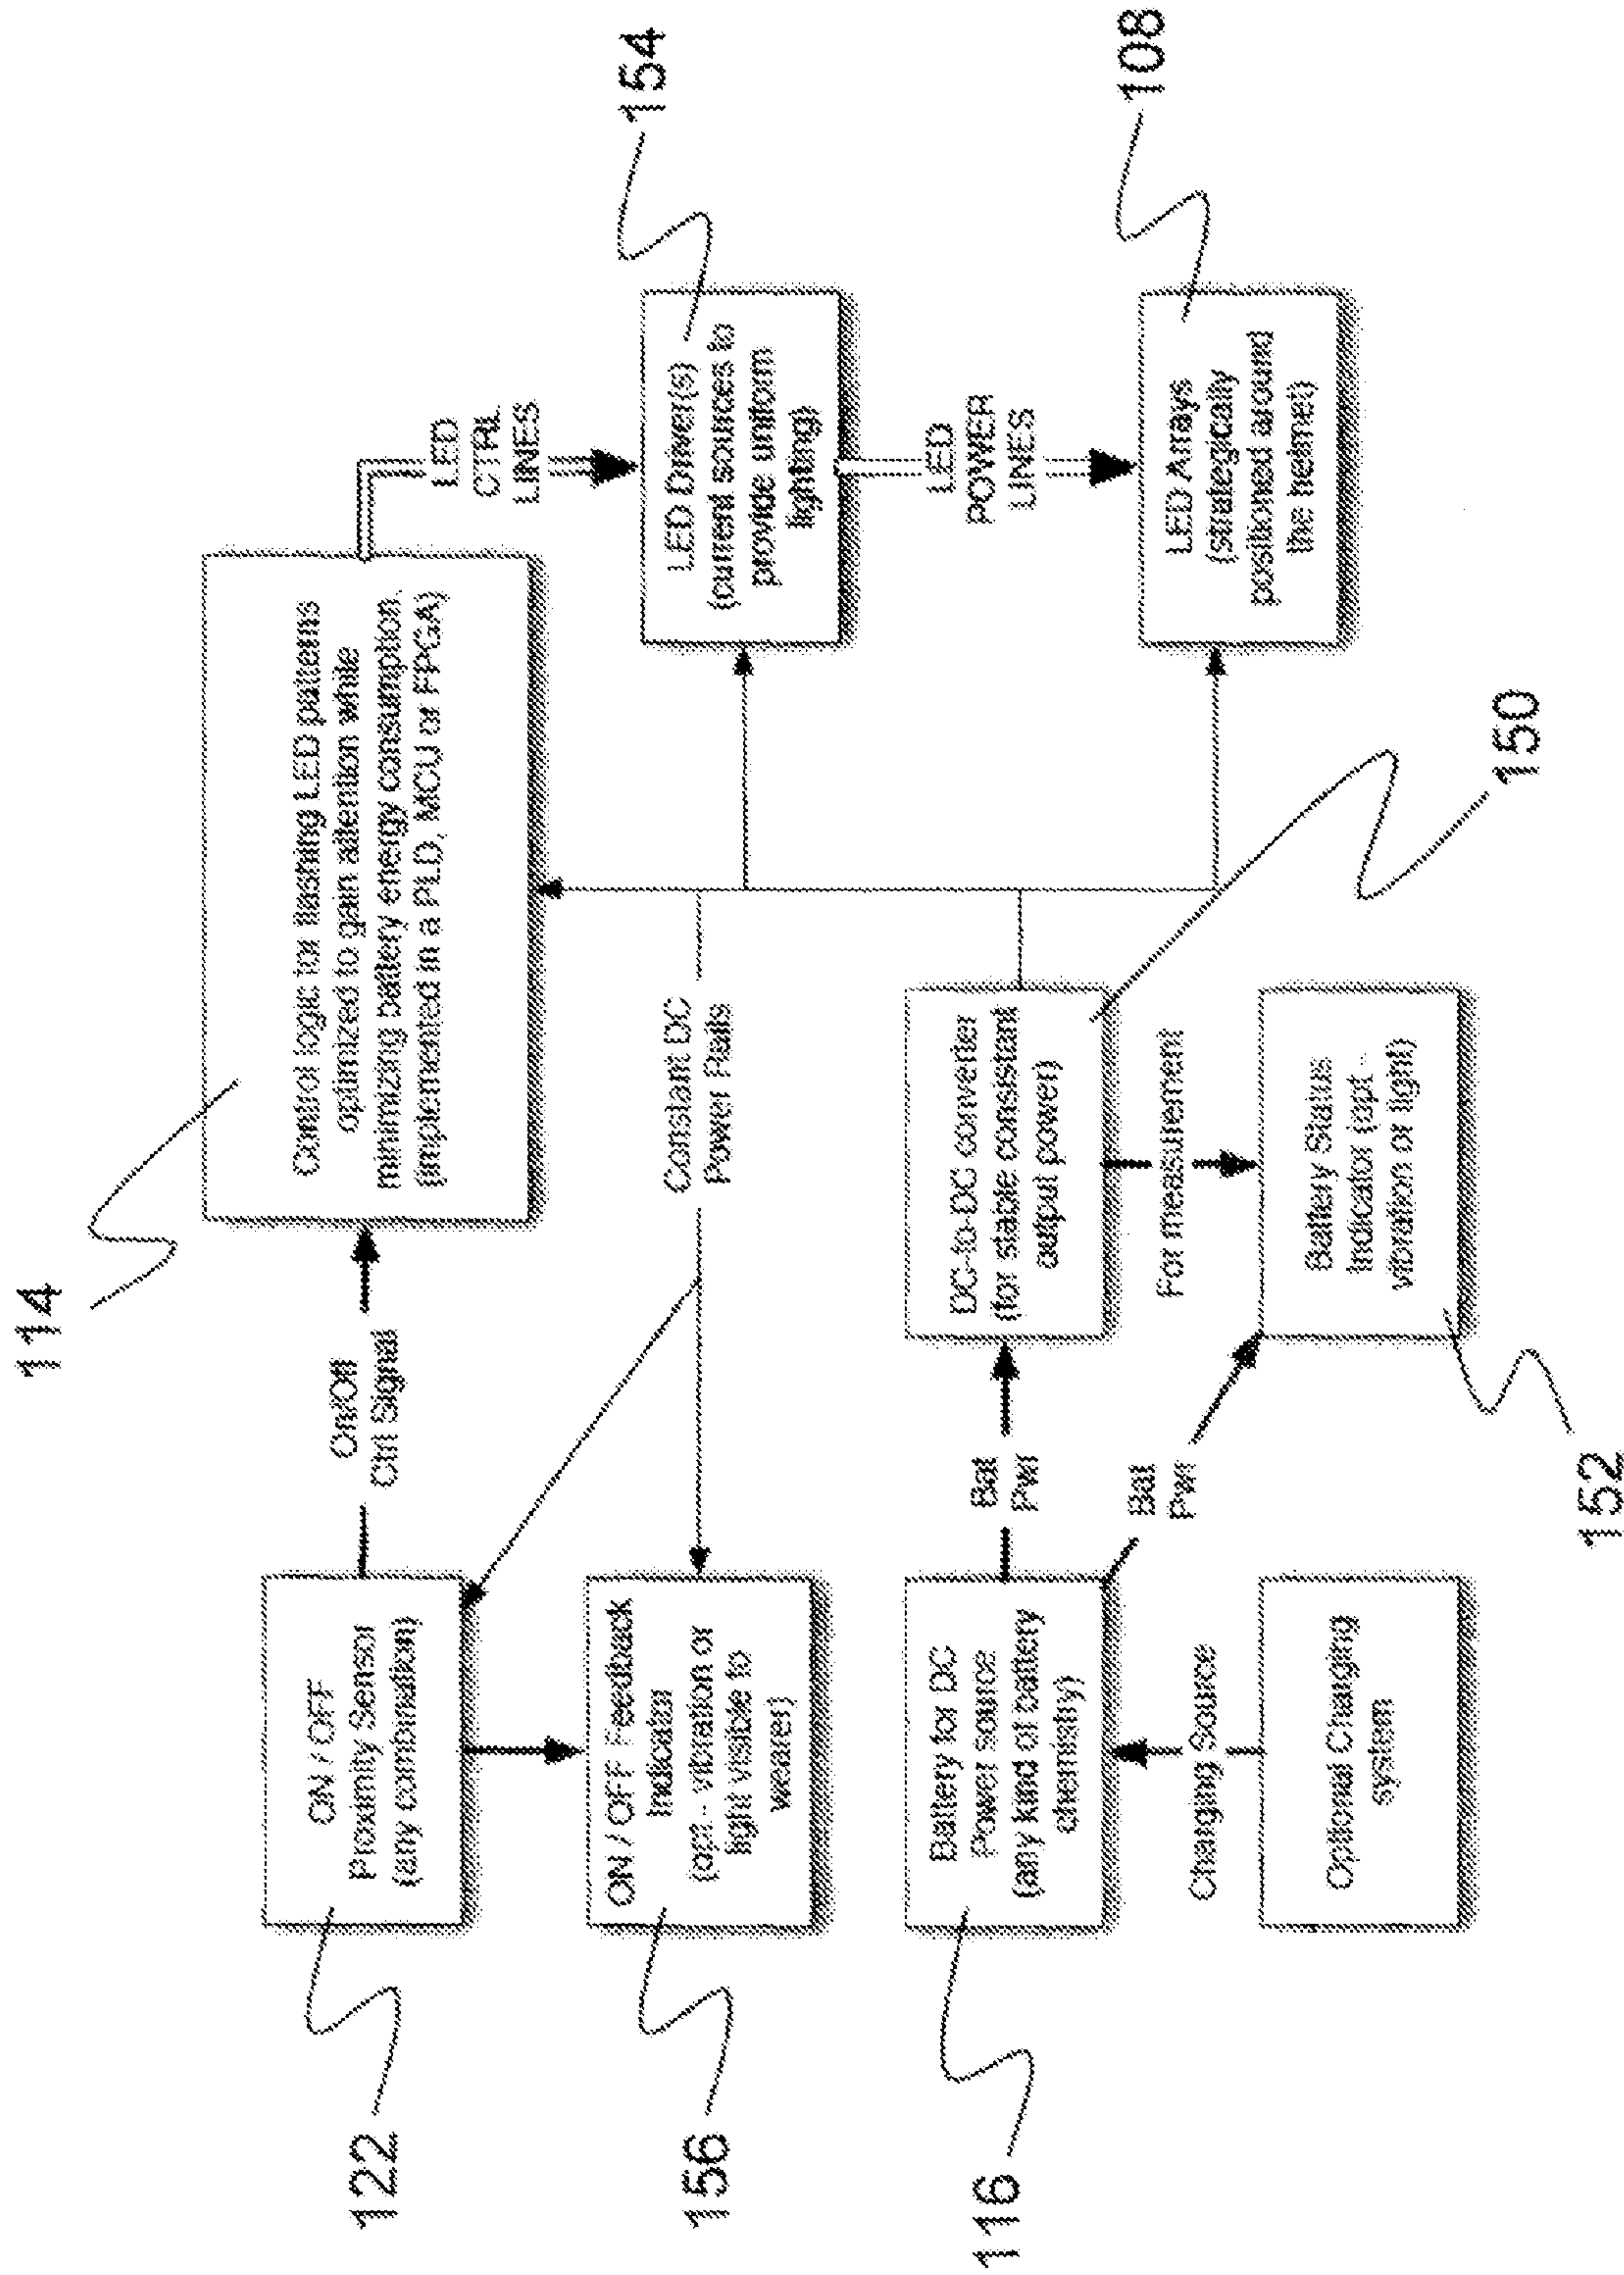 114
Control logic for flashing LED patterns
optimized to gain attention while
minimizing battery energy consumption.
(implemented in a PLD, MCU or FPGA)
122
ON / OFF
Proximity Sensor
(any combination)
On/Off
Ctrl Signal
LED
CTRL
LINES
154
LED Driver(s)
(current sources to
provide uniform
lighting)
156
ON / OFF Feedback
Indicator
(opt. - vibration or
light visible to
wearer)
Constant DC
Power Rails
LED
POWER
LINES
116
Battery for DC
Power source
(any kind of battery
chemistry)
Bat
Pwr
DC-to-DC converter
(for stable consistant
output power)
150
108
LED Arrays
(strategically
positioned around
the helmet)
Charging Source
Bat
Pwr
For measurement
Optional Charging
system
Battery Status
Indicator (opt -
vibration or light)
152